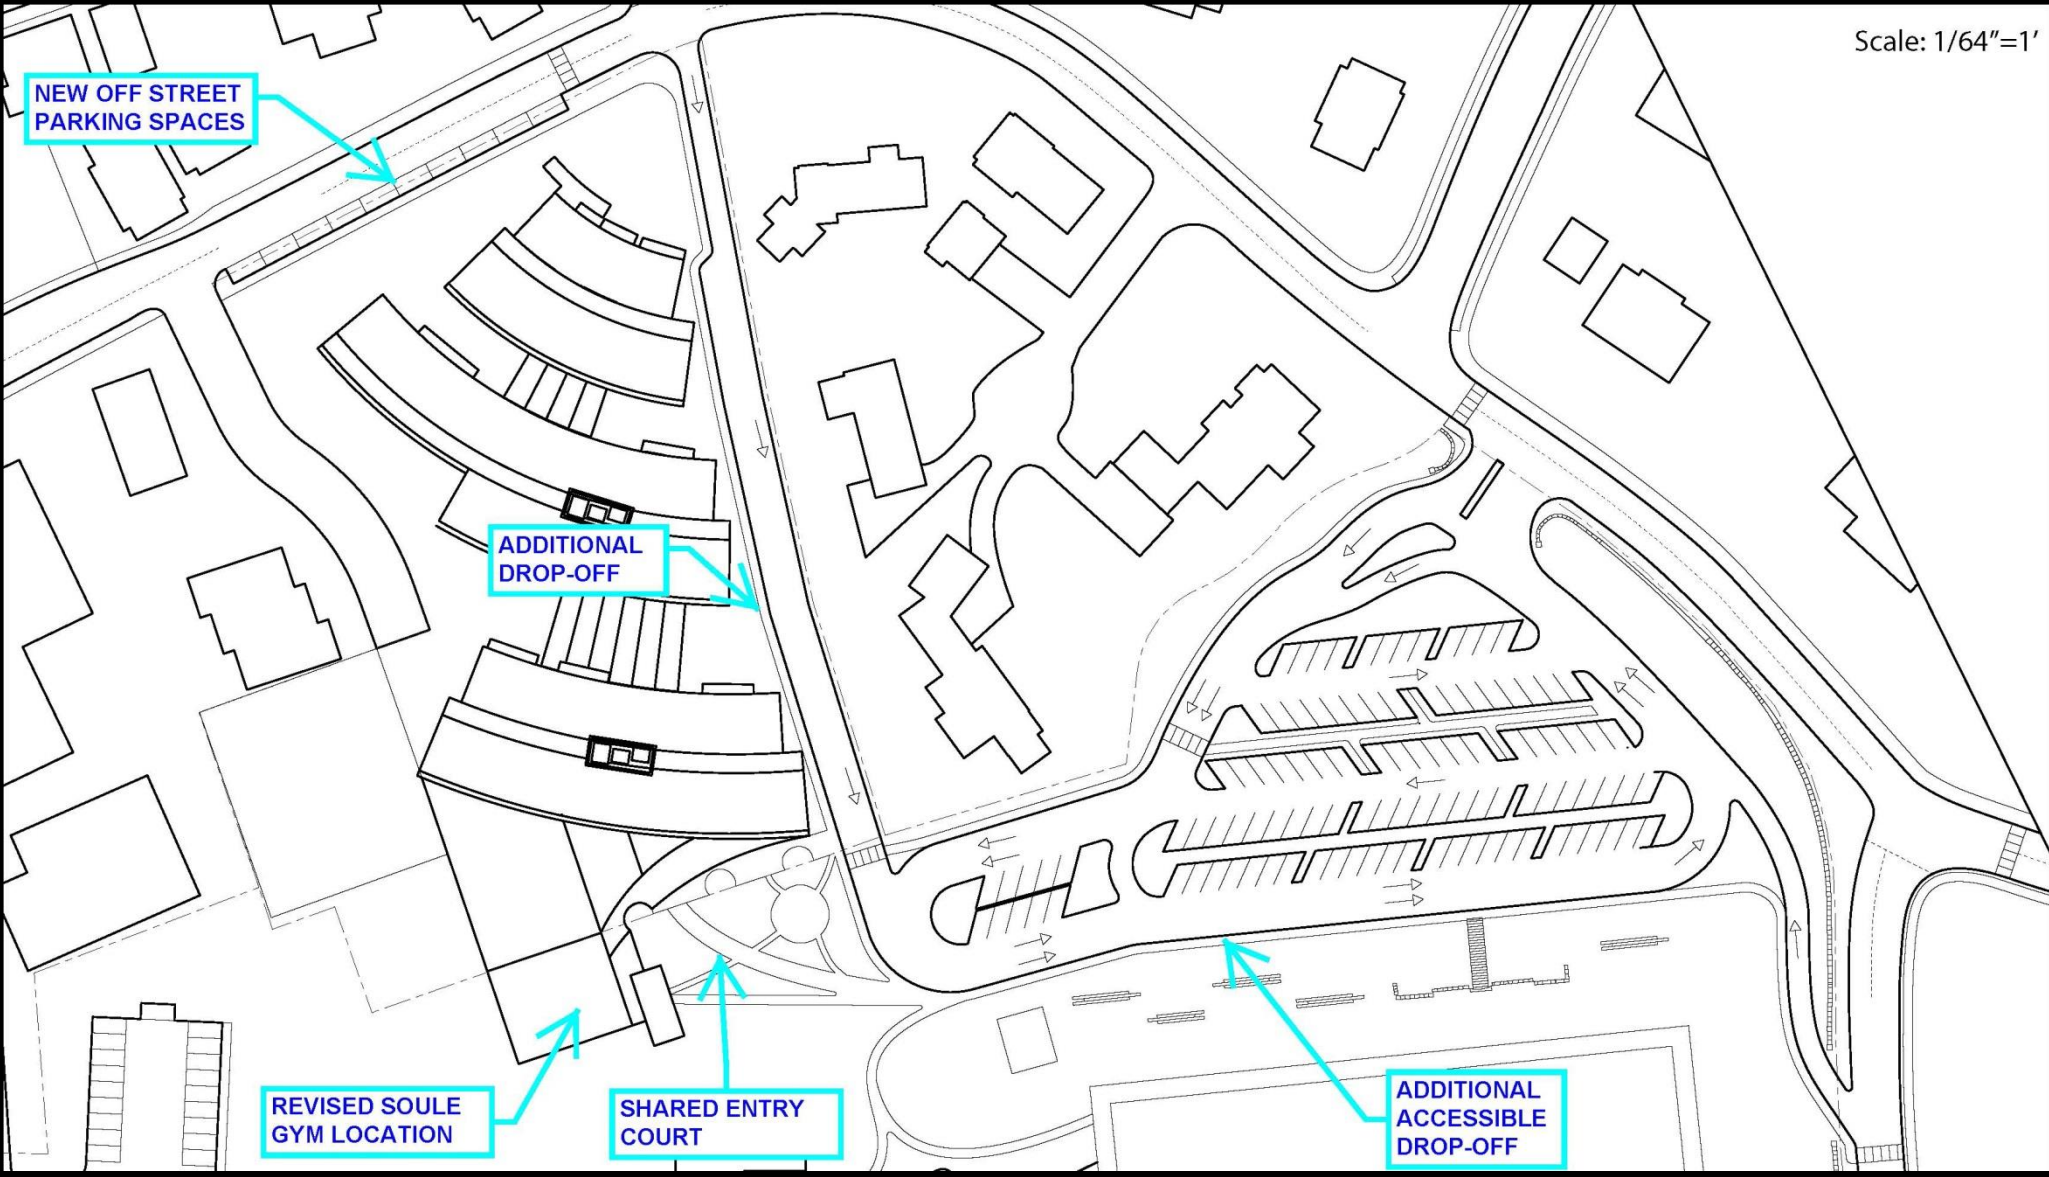 Scale: 1/64"=1'
NEW OFF STREET
PARKING SPACES
ADDITIONAL
DROP-OFF
REVISED SOULE
GYM LOCATION
SHARED ENTRY
COURT
ADDITIONAL
ACCESSIBLE
DROP-OFF